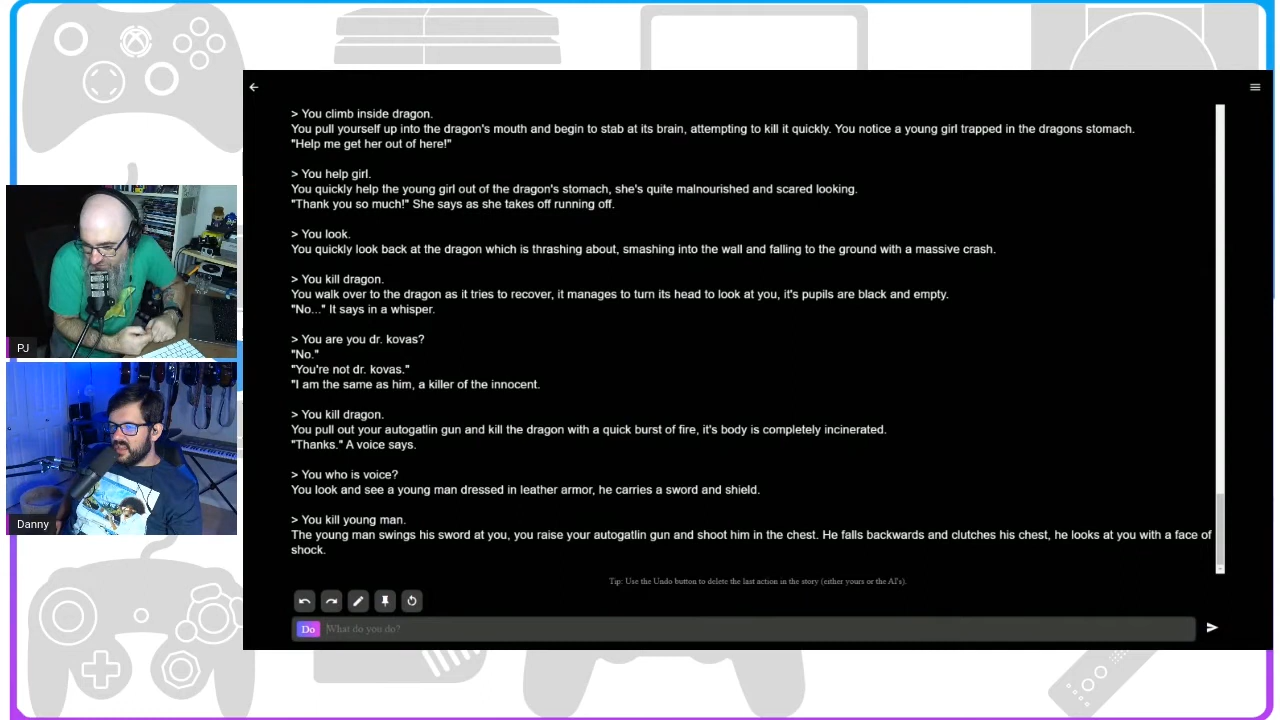 > You climb inside dragon.
You pull yourself up into the dragon's mouth and begin to stab at its brain, attempting to kill it quickly. You notice a young girl trapped in the dragons stomach.
"Help me get her out of here!"
> You help girl.
You quickly help the young girl out of the dragon's stomach, she's quite malnourished and scared looking.
"Thank you so much!" She says as she takes off running off.
> You look.
You quickly look back at the dragon which is thrashing about, smashing into the wall and falling to the ground with a massive crash.
> You kill dragon.
You walk over to the dragon as it tries to recover, it manages to turn its head to look at you, it's pupils are black and empty.
"No..." It says in a whisper.
> You are you dr. kovas?
"No."
"You're not dr. kovas."
"I am the same as him, a killer of the innocent.
> You kill dragon.
You pull out your autogatlin gun and kill the dragon with a quick burst of fire, it's body is completely incinerated.
"Thanks." A voice says.
> You who is voice?
You look and see a young man dressed in leather armor, he carries a sword and shield.
> You kill young man.
The young man swings his sword at you, you raise your autogatlin gun and shoot him in the chest. He falls backwards and clutches his chest, he looks at you with a face of
shock.
Tip: Use the Undo button to delete the last action in the story (either yours or the AI's).
Do What do you do?
PJ
Danny